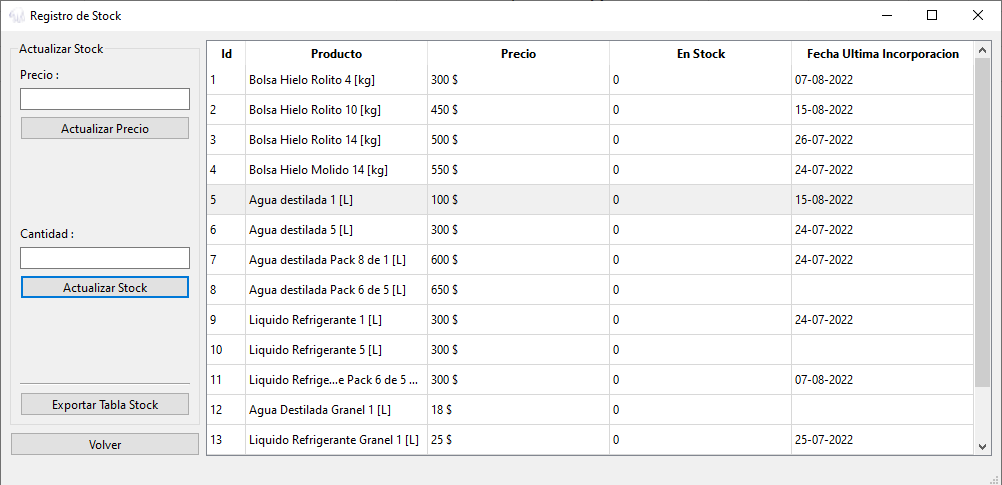 Registro de Stock
Actualizar Stock
Precio :
Actualizar Precio
Cantidad :
Actualizar Stock
Exportar Tabla Stock
Volver
Id Producto Precio En Stock Fecha Ultima Incorporacion
1 Bolsa Hielo Rolito 4 [kg] 300 $ 0 07-08-2022
2 Bolsa Hielo Rolito 10 [kg] 450 $ 0 15-08-2022
3 Bolsa Hielo Rolito 14 [kg] 500 $ 0 26-07-2022
4 Bolsa Hielo Molido 14 [kg] 550 $ 0 24-07-2022
5 Agua destilada 1 [L] 100 $ 0 15-08-2022
6 Agua destilada 5 [L] 300 $ 0 24-07-2022
7 Agua destilada Pack 8 de 1 [L] 600 $ 0 24-07-2022
8 Agua destilada Pack 6 de 5 [L] 650 $ 0
9 Liquido Refrigerante 1 [L] 300 $ 0 24-07-2022
10 Liquido Refrigerante 5 [L] 300 $ 0
11 Liquido Refrige...e Pack 6 de 5 ... 300 $ 0 07-08-2022
12 Agua Destilada Granel 1 [L] 18 $ 0
13 Liquido Refrigerante Granel 1 [L] 25 $ 0 25-07-2022